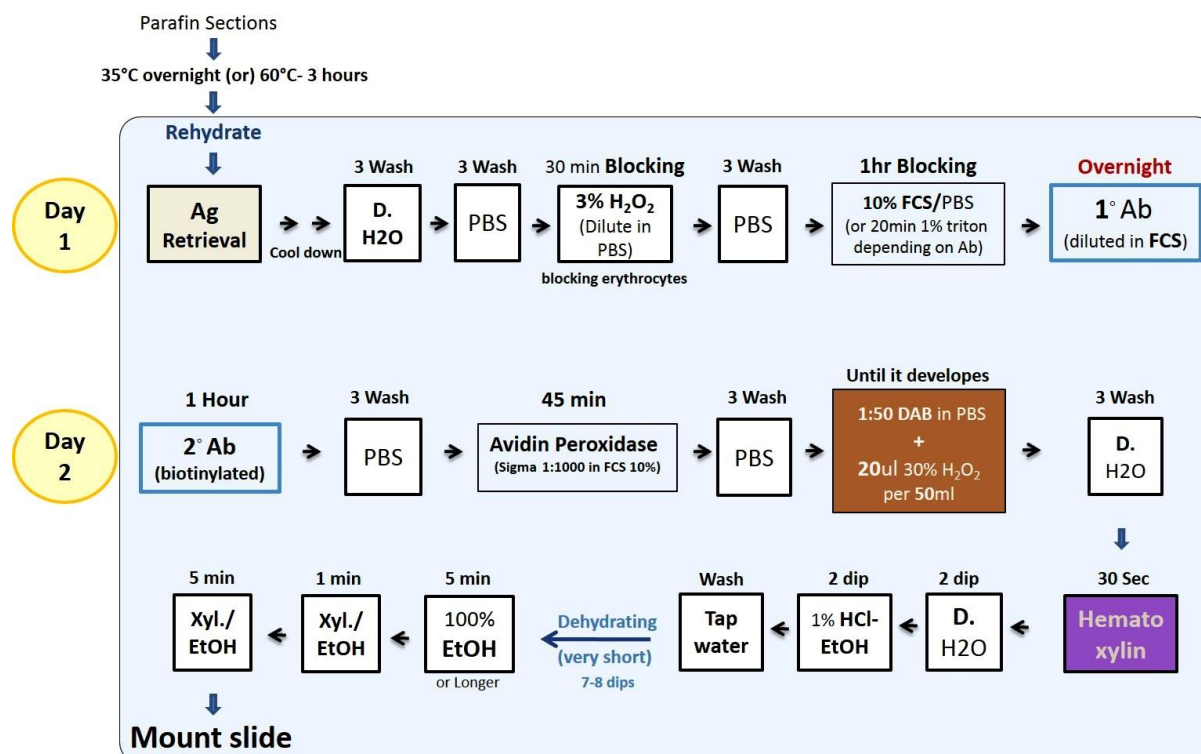 Parafin Sections
35°C overnight (or) 60°C- 3 hours
Rehydrate
Day
1
Ag
Retrieval
Cool down
3 Wash
D.
H2O
3 Wash
PBS
30 min Blocking
3% H₂O₂
(Dilute in
PBS)
blocking erythrocytes
3 Wash
PBS
1hr Blocking
10% FCS/PBS
(or 20min 1% triton
depending on Ab)
Overnight
1° Ab
(diluted in FCS)
Day
2
1 Hour
2° Ab
(biotinylated)
3 Wash
PBS
45 min
Avidin Peroxidase
(Sigma 1:1000 in FCS 10%)
3 Wash
PBS
Until it developes
1:50 DAB in PBS
+
20ul 30% H₂O₂
per 50ml
3 Wash
D.
H2O
30 Sec
Hemato
xylin
2 dip
D.
H2O
2 dip
1% HCl-
EtOH
Wash
Tap
water
Dehydrating
(very short)
7-8 dips
5 min
100%
EtOH
or Longer
1 min
Xyl./
EtOH
5 min
Xyl./
EtOH
Mount slide